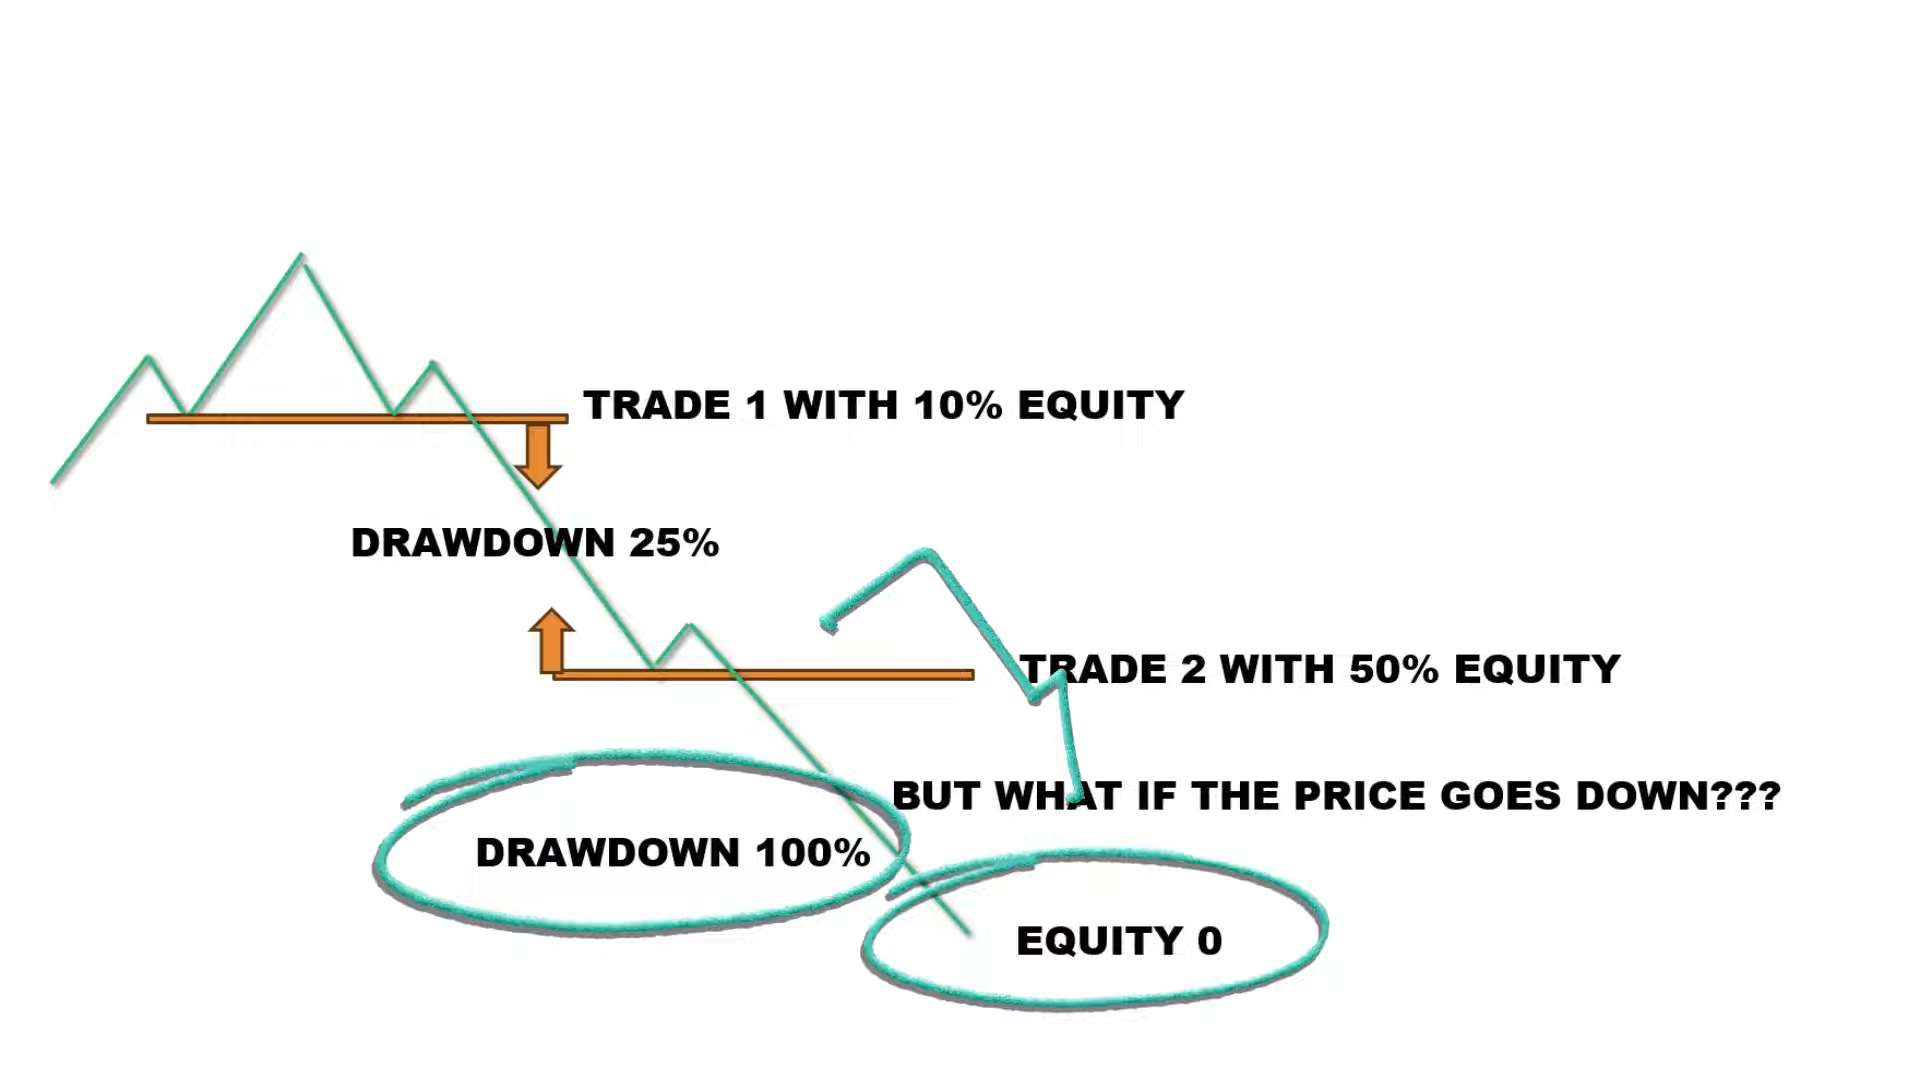 TRADE 1 WITH 10% EQUITY
DRAWDOWN 25%
TRADE 2 WITH 50% EQUITY
BUT WHAT IF THE PRICE GOES DOWN???
DRAWDOWN 100%
EQUITY 0